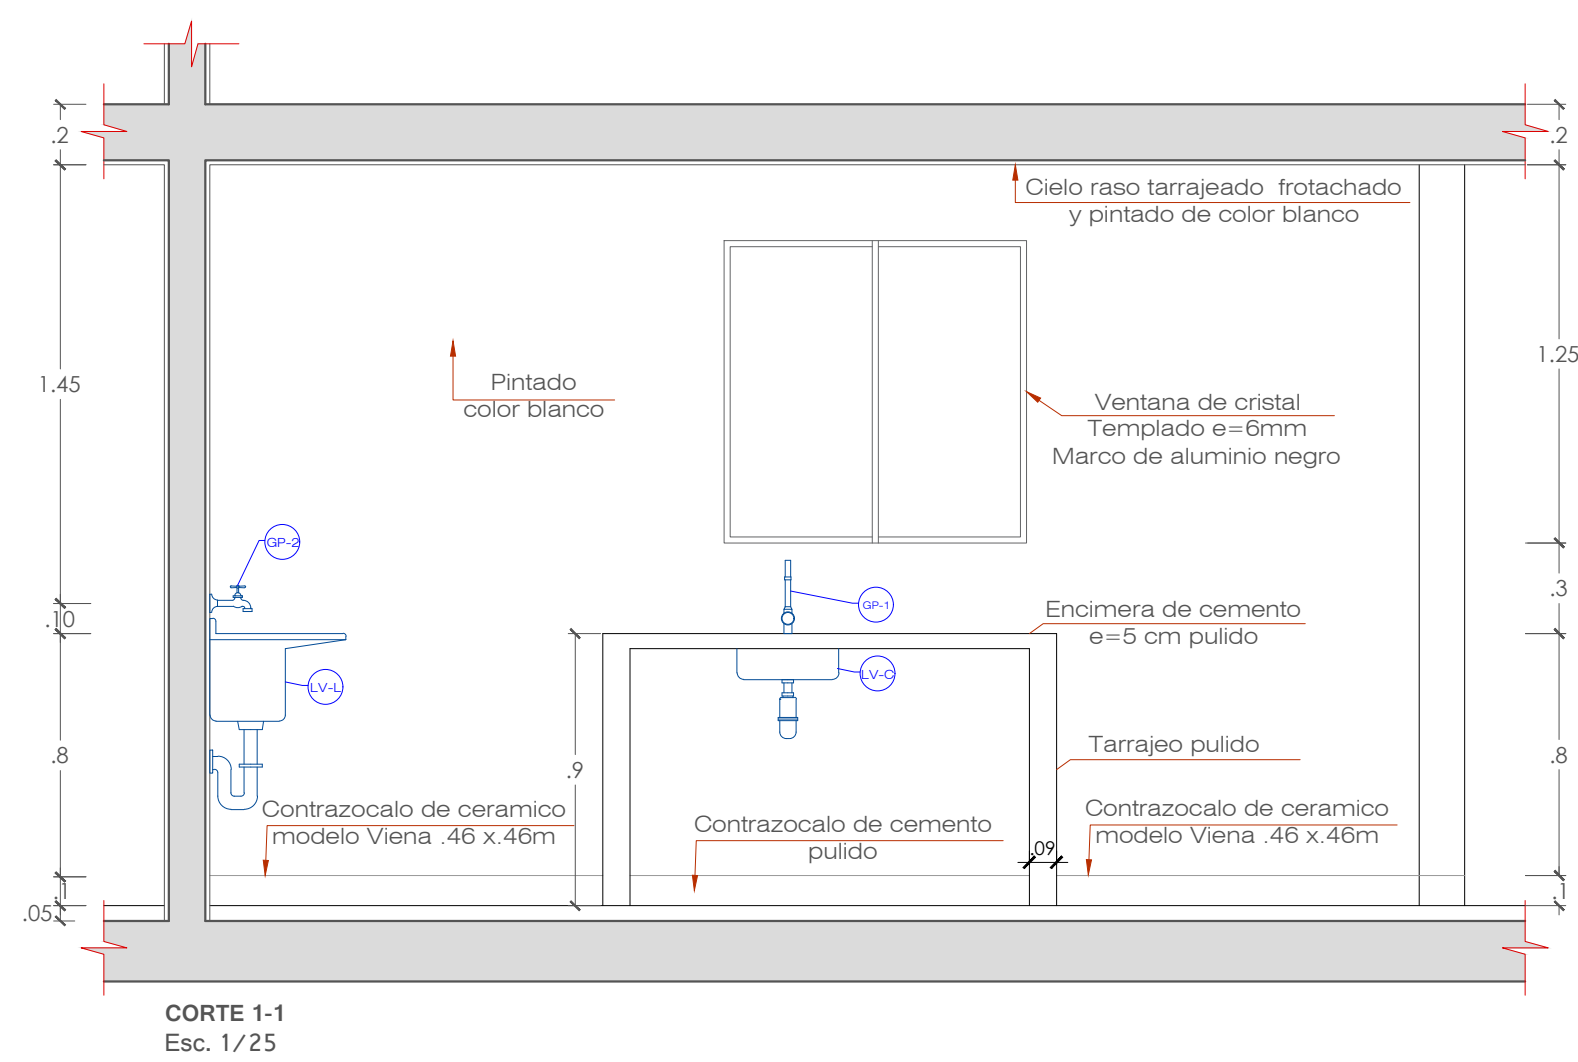 .2
.2
Cielo raso tarrajeado frotachado
y pintado de color blanco
1.25
1.45
Pintado
color blanco
Ventana de cristal
Templado e=6mm
Marco de aluminio negro
GP-2
.3
GP-1
.10
Encimera de cemento
e=5 cm pulido
LV-L
LV-C
.8
.9
Tarrajeo pulido
.8
Contrazocalo de ceramico
modelo Viena .46 x.46m
Contrazocalo de cemento
pulido
.09
Contrazocalo de ceramico
modelo Viena .46 x.46m
.1
.1
.05
CORTE 1-1
Esc. 1/25